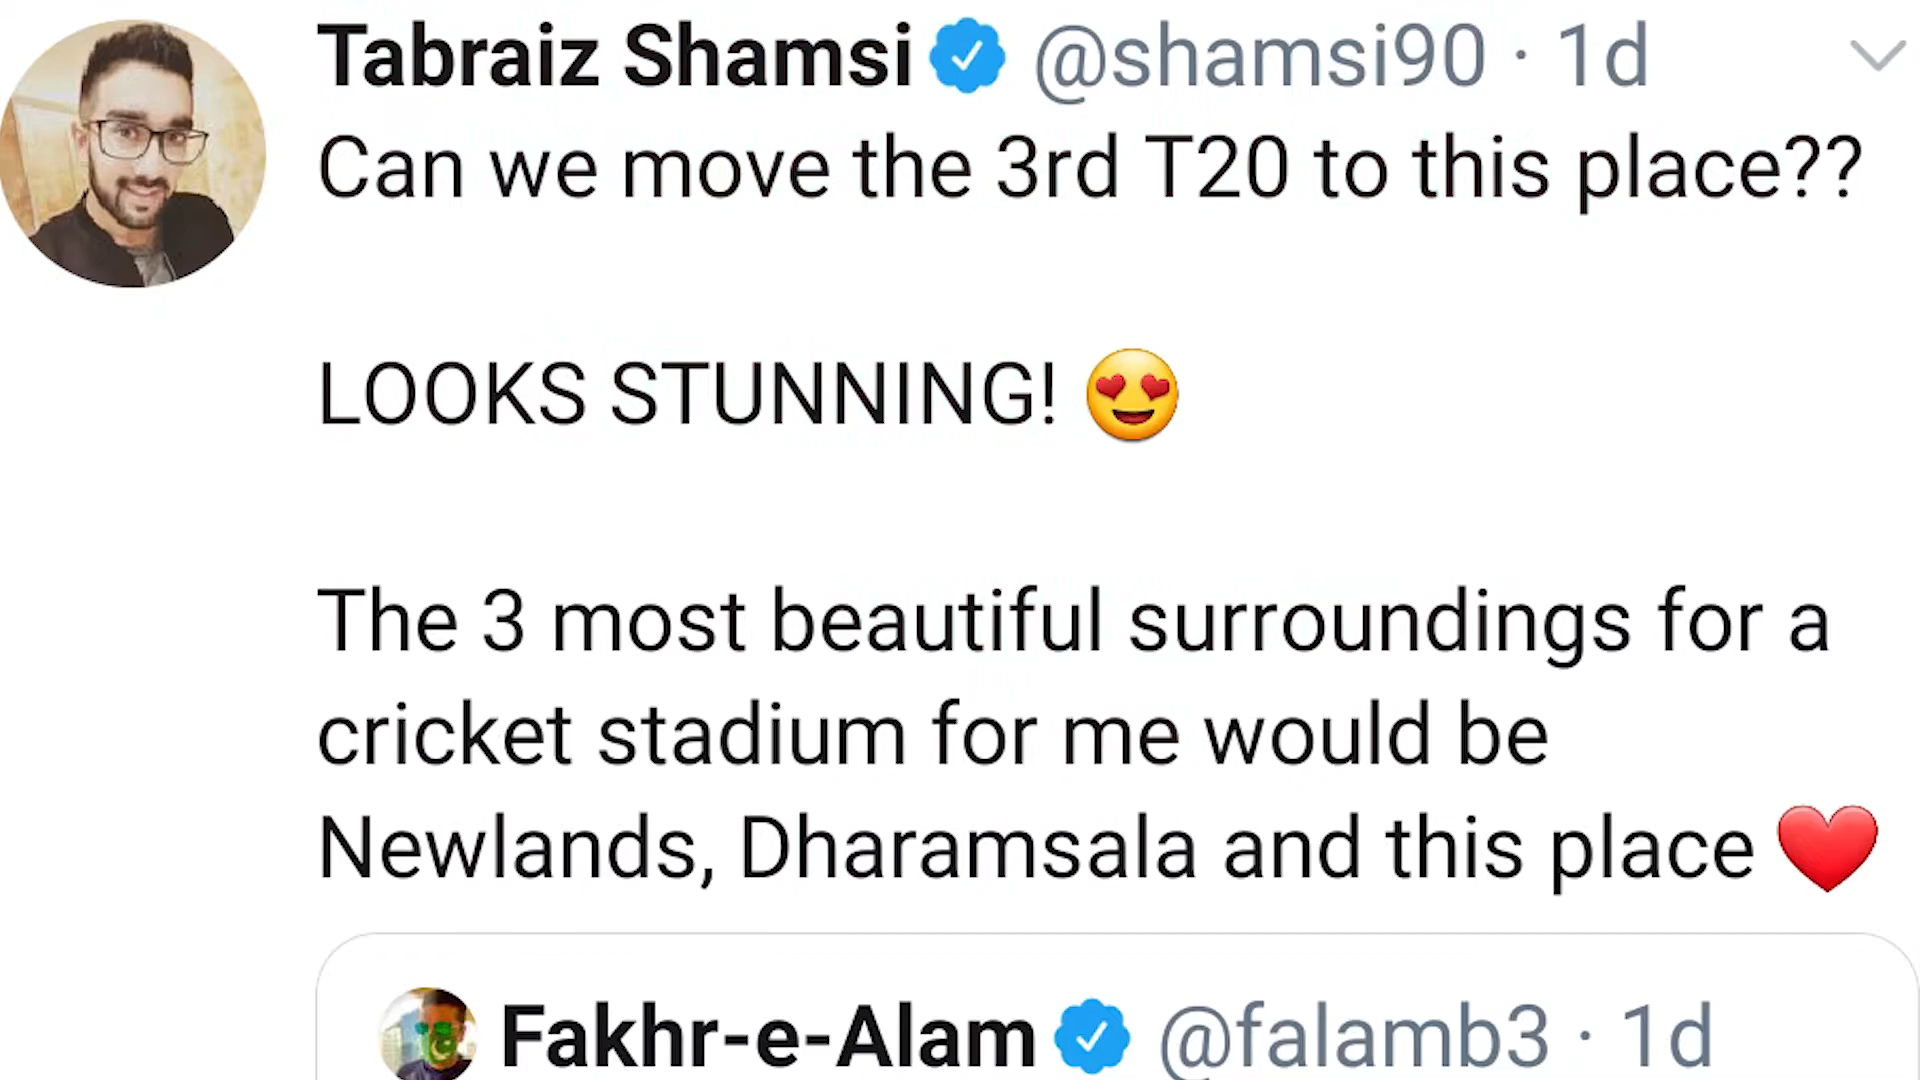 Tabraiz Shamsi @shamsi90 · 1d
Can we move the 3rd T20 to this place??
LOOKS STUNNING! 😍
The 3 most beautiful surroundings for a
cricket stadium for me would be
Newlands, Dharamsala and this place ❤️
Fakhr-e-Alam @falamb3 · 1d